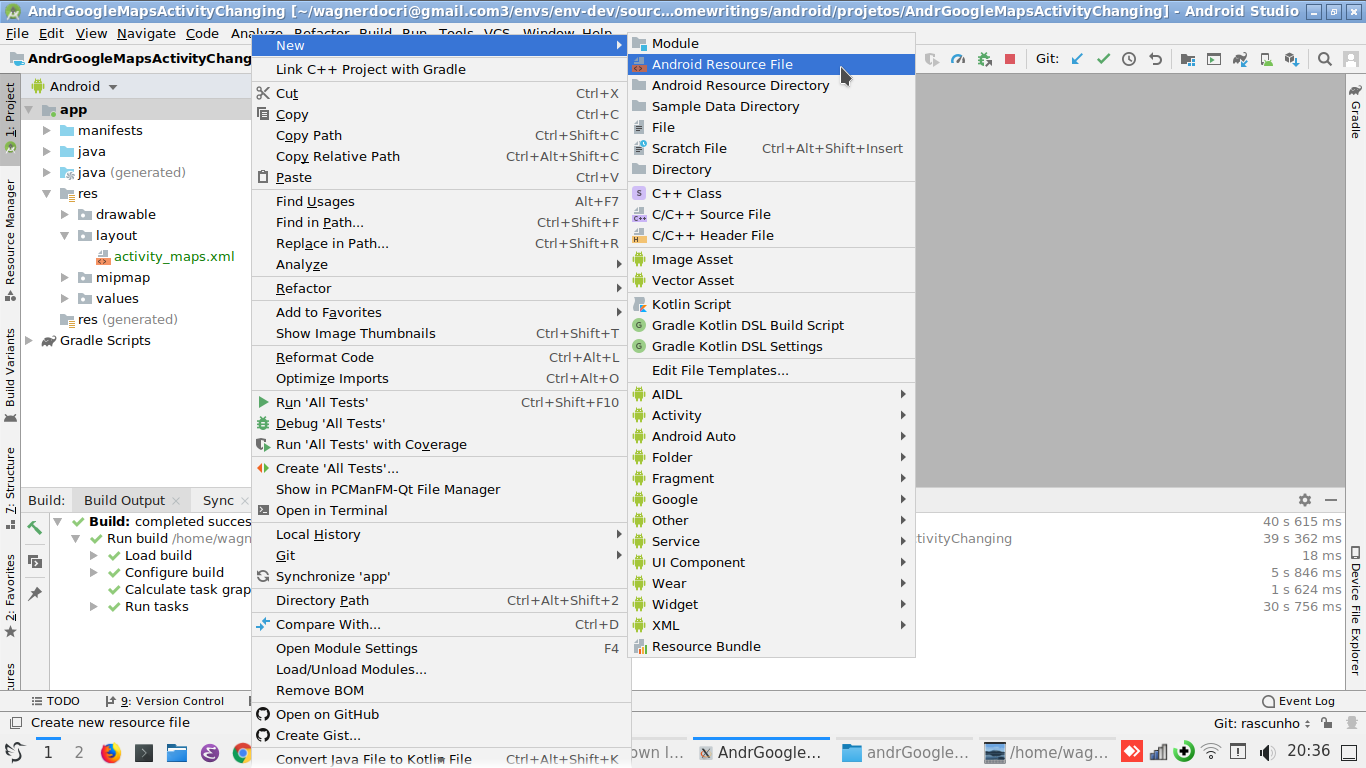 AndrGoogleMapsActivityChanging [~/wagnerdocri@gmail.com3/envs/env-dev/sourc...omewritings/android/projetos/AndrGoogleMapsActivityChanging] - Android Studio
File Edit View Navigate Code Analyze Refactor Build Run Tools VCS Window Help
AndrGoogleMapsActivityChang
Git:
Android
app
manifests
java
java (generated)
res
drawable
layout
activity_maps.xml
mipmap
values
res (generated)
Gradle Scripts
1: Project
Resource Manager
Build Variants
7: Structure
2: Favorites
tures
New
Link C++ Project with Gradle
Cut Ctrl+X
Copy Ctrl+C
Copy Path Ctrl+Shift+C
Copy Relative Path Ctrl+Alt+Shift+C
Paste Ctrl+V
Find Usages Alt+F7
Find in Path... Ctrl+Shift+F
Replace in Path... Ctrl+Shift+R
Analyze
Refactor
Add to Favorites
Show Image Thumbnails Ctrl+Shift+T
Reformat Code Ctrl+Alt+L
Optimize Imports Ctrl+Alt+O
Run 'All Tests' Ctrl+Shift+F10
Debug 'All Tests'
Run 'All Tests' with Coverage
Create 'All Tests'...
Show in PCManFM-Qt File Manager
Open in Terminal
Local History
Git
Synchronize 'app'
Directory Path Ctrl+Alt+Shift+2
Compare With... Ctrl+D
Open Module Settings F4
Load/Unload Modules...
Remove BOM
Open on GitHub
Create Gist...
Convert Java File to Kotlin File Ctrl+Alt+Shift+K
Module
Android Resource File
Android Resource Directory
Sample Data Directory
File
Scratch File Ctrl+Alt+Shift+Insert
Directory
C++ Class
C/C++ Source File
C/C++ Header File
Image Asset
Vector Asset
Kotlin Script
Gradle Kotlin DSL Build Script
Gradle Kotlin DSL Settings
Edit File Templates...
AIDL
Activity
Android Auto
Folder
Fragment
Google
Other
Service
UI Component
Wear
Widget
XML
Resource Bundle
Gradle
Device File Explorer
Build: Build Output Sync
Build: completed succes 40 s 615 ms
Run build /home/wagn tivityChanging 39 s 362 ms
Load build 18 ms
Configure build 5 s 846 ms
Calculate task grap 1 s 624 ms
Run tasks 30 s 756 ms
TODO 9: Version Control Event Log
Create new resource file Git: rascunho
1 2 own l... AndrGoogle... andrGoogle... /home/wag... 20:36